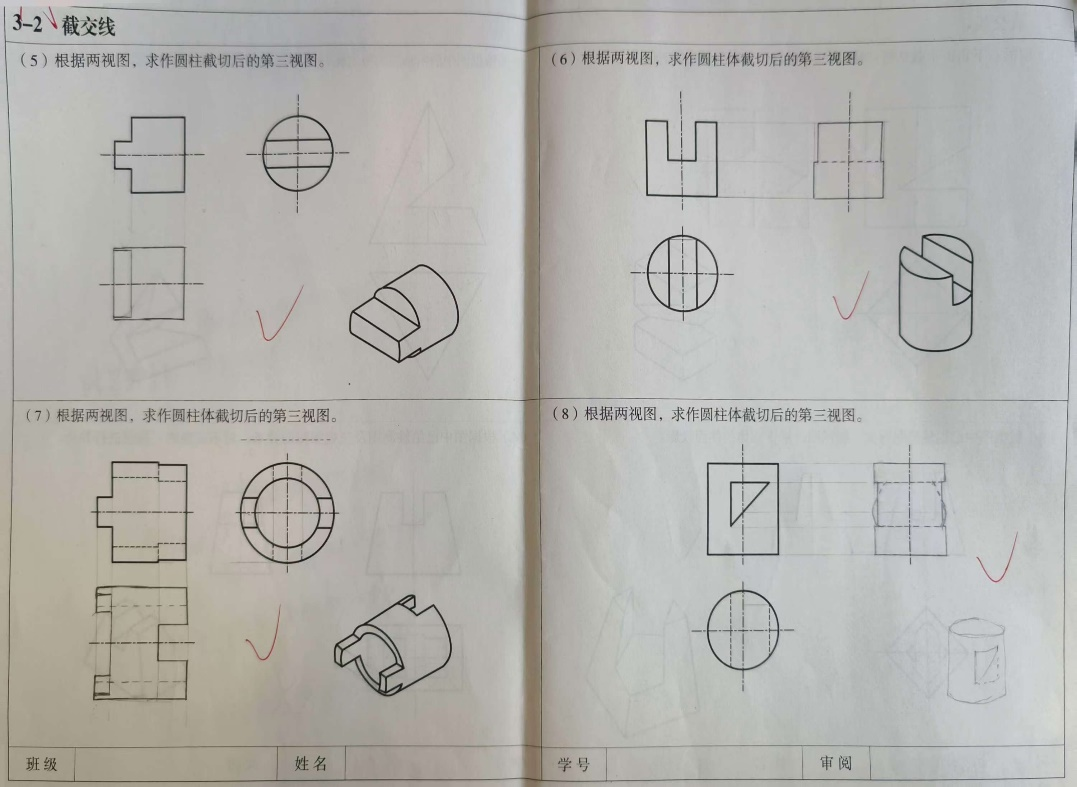 3-2 截交线
(5)根据两视图，求作圆柱截切后的第三视图。
(6)根据两视图，求作圆柱体截切后的第三视图。
(7)根据两视图，求作圆柱体截切后的第三视图。
(8)根据两视图，求作圆柱体截切后的第三视图。
班级 姓名 学号 审阅